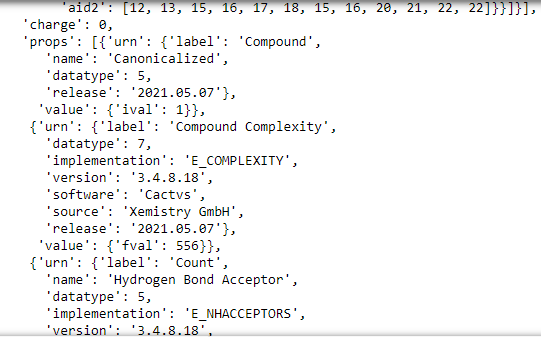 'aid2': [12, 13, 15, 16, 17, 18, 15, 16, 20, 21, 22, 22]}}]}],
'charge': 0,
'props': [{'urn': {'label': 'Compound',
'name': 'Canonicalized',
'datatype': 5,
'release': '2021.05.07'},
'value': {'ival': 1}},
{'urn': {'label': 'Compound Complexity',
'datatype': 7,
'implementation': 'E_COMPLEXITY',
'version': '3.4.8.18',
'software': 'Cactvs',
'source': 'Xemistry GmbH',
'release': '2021.05.07'},
'value': {'fval': 556}},
{'urn': {'label': 'Count',
'name': 'Hydrogen Bond Acceptor',
'datatype': 5,
'implementation': 'E_NHACCEPTORS',
'version': '3.4.8.18',